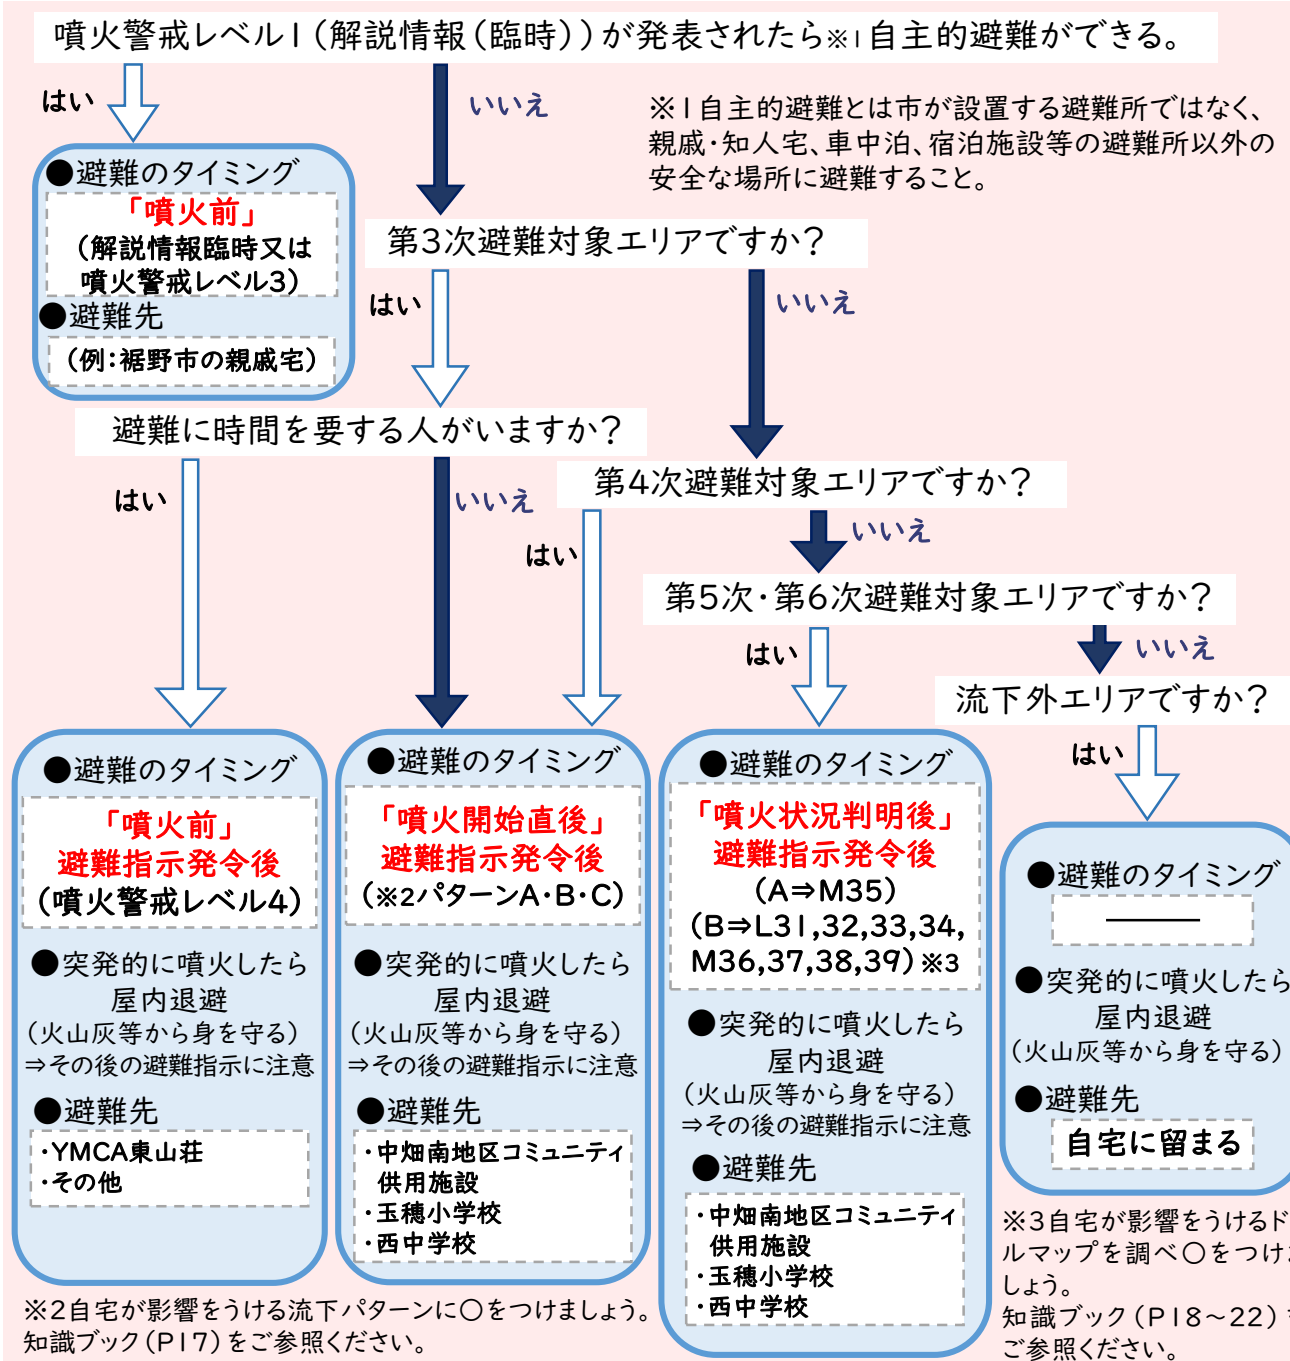 噴火警戒レベル1（解説情報（臨時））が発表されたら※1自主的避難ができる。
はい
いいえ
※1自主的避難とは市が設置する避難所ではなく、
親戚・知人宅、車中泊、宿泊施設等の避難所以外の
安全な場所に避難すること。
●避難のタイミング
「噴火前」
（解説情報臨時又は
噴火警戒レベル3）
●避難先
（例：裾野市の親戚宅）
第3次避難対象エリアですか？
はい
いいえ
避難に時間を要する人がいますか？
はい
いいえ
第4次避難対象エリアですか？
はい
いいえ
第5次・第6次避難対象エリアですか？
はい
いいえ
流下外エリアですか？
はい
●避難のタイミング
「噴火前」
避難指示発令後
（噴火警戒レベル4）
●突発的に噴火したら
屋内退避
（火山灰等から身を守る）
⇒その後の避難指示に注意
●避難先
・YMCA東山荘
・その他
●避難のタイミング
「噴火開始直後」
避難指示発令後
（※2パターンA・B・C）
●突発的に噴火したら
屋内退避
（火山灰等から身を守る）
⇒その後の避難指示に注意
●避難先
・中畑南地区コミュニティ
供用施設
・玉穂小学校
・西中学校
●避難のタイミング
「噴火状況判明後」
避難指示発令後
（A⇒M35）
（B⇒L31,32,33,34,
M36,37,38,39）※3
●突発的に噴火したら
屋内退避
（火山灰等から身を守る）
⇒その後の避難指示に注意
●避難先
・中畑南地区コミュニティ
供用施設
・玉穂小学校
・西中学校
●避難のタイミング
―――
●突発的に噴火したら
屋内退避
（火山灰等から身を守る）
●避難先
自宅に留まる
※2自宅が影響をうける流下パターンに○をつけましょう。
知識ブック（P17）をご参照ください。
※3自宅が影響をうけるド
ルマップを調べ○をつけ
しょう。
知識ブック（P18～22）
ご参照ください。